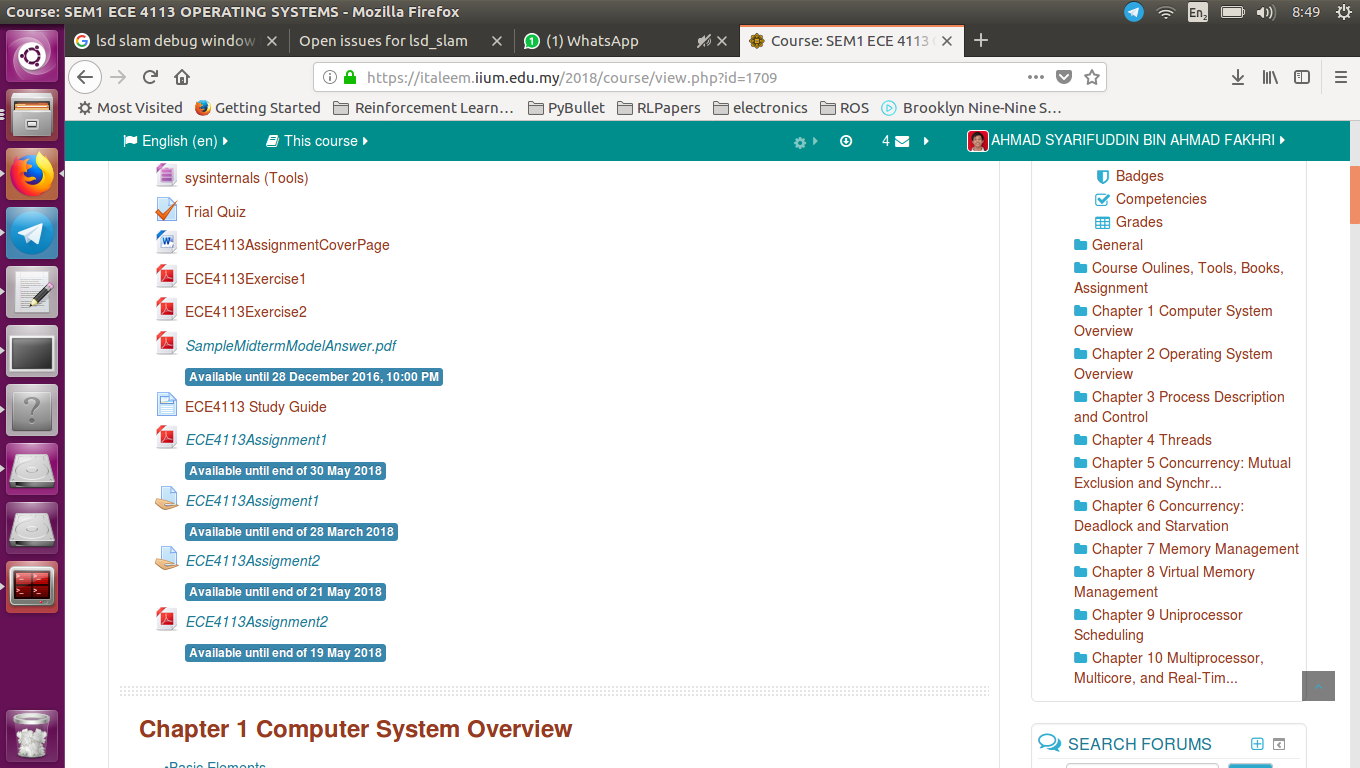 Course: SEM1 ECE 4113 OPERATING SYSTEMS - Mozilla Firefox
En2
8:49
lsd slam debug window
Open issues for lsd_slam
(1) WhatsApp
Course: SEM1 ECE 4113
https://italeem.iium.edu.my/2018/course/view.php?id=1709
Most Visited
Getting Started
Reinforcement Learn...
PyBullet
RLPapers
electronics
ROS
Brooklyn Nine-Nine S...
English (en)
This course
4
AHMAD SYARIFUDDIN BIN AHMAD FAKHRI
sysinternals (Tools)
Trial Quiz
ECE4113AssignmentCoverPage
ECE4113Exercise1
ECE4113Exercise2
SampleMidtermModelAnswer.pdf
Available until 28 December 2016, 10:00 PM
ECE4113 Study Guide
ECE4113Assignment1
Available until end of 30 May 2018
ECE4113Assigment1
Available until end of 28 March 2018
ECE4113Assigment2
Available until end of 21 May 2018
ECE4113Assignment2
Available until end of 19 May 2018
Chapter 1 Computer System Overview
•Basic Elements
Badges
Competencies
Grades
General
Course Oulines, Tools, Books,
Assignment
Chapter 1 Computer System
Overview
Chapter 2 Operating System
Overview
Chapter 3 Process Description
and Control
Chapter 4 Threads
Chapter 5 Concurrency: Mutual
Exclusion and Synchr...
Chapter 6 Concurrency:
Deadlock and Starvation
Chapter 7 Memory Management
Chapter 8 Virtual Memory
Management
Chapter 9 Uniprocessor
Scheduling
Chapter 10 Multiprocessor,
Multicore, and Real-Tim...
SEARCH FORUMS